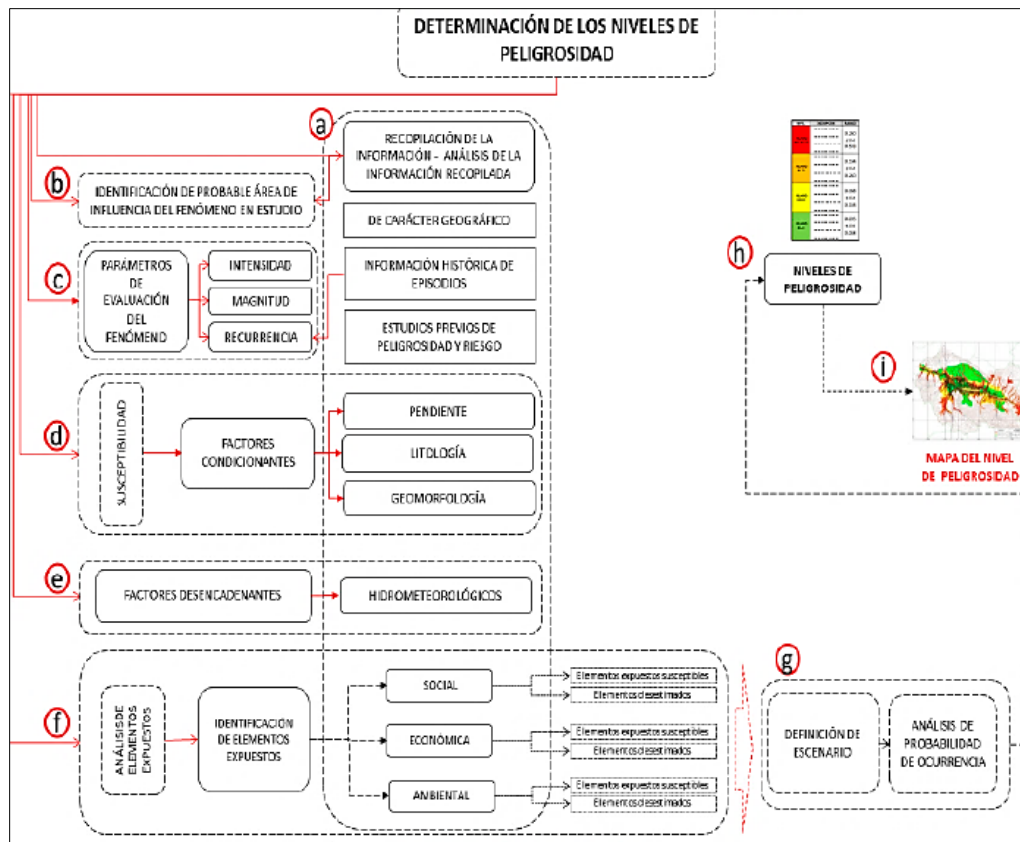 DETERMINACIÓN DE LOS NIVELES DE
PELIGROSIDAD
a
RECOPILACIÓN DE LA
INFORMACIÓN - ANÁLISIS DE LA
INFORMACIÓN RECOPILADA
b
IDENTIFICACIÓN DE PROBABLE ÁREA DE
INFLUENCIA DEL FENÓMENO EN ESTUDIO
DE CARÁCTER GEOGRÁFICO
c
PARÁMETROS
DE
EVALUACIÓN
DEL
FENÓMENO
INTENSIDAD
MAGNITUD
RECURRENCIA
INFORMACIÓN HISTÓRICA DE
EPISODIOS
ESTUDIOS PREVIOS DE
PELIGROSIDAD Y RIESGO
d
SUSCEPTIBILIDAD
FACTORES
CONDICIONANTES
PENDIENTE
LITOLOGÍA
GEOMORFOLOGÍA
e
FACTORES DESENCADENANTES
HIDROMETEOROLÓGICOS
f
ANÁLISIS DE
ELEMENTOS
EXPUESTOS
IDENTIFICACIÓN
DE ELEMENTOS
EXPUESTOS
SOCIAL
Elementos expuestos susceptibles
Elementos desestimados
ECONÓMICA
Elementos expuestos susceptibles
Elementos desestimados
AMBIENTAL
Elementos expuestos susceptibles
Elementos desestimados
g
DEFINICIÓN DE
ESCENARIO
ANÁLISIS DE
PROBABILIDAD
DE OCURRENCIA
h
NIVELES DE
PELIGROSIDAD
i
MAPA DEL NIVEL
DE PELIGROSIDAD